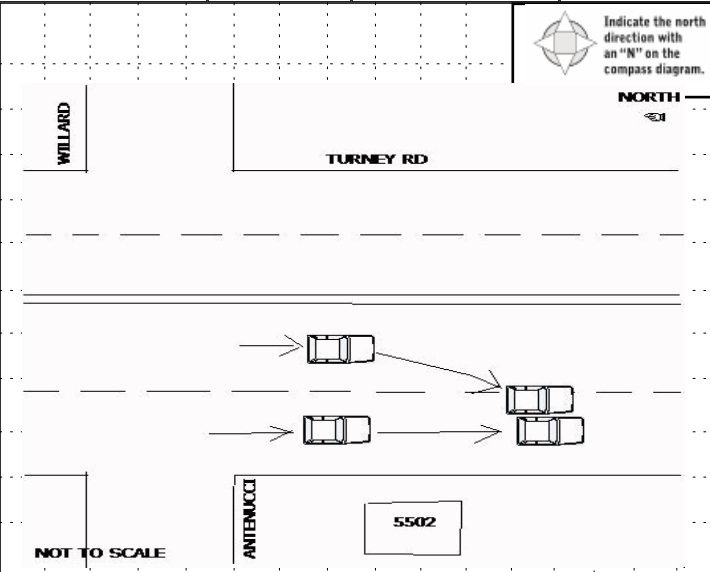 Indicate the north
direction with
an "N" on the
compass diagram.
NORTH
WILLARD
TURNEY RD
ANTENUCCI
5502
NOT TO SCALE